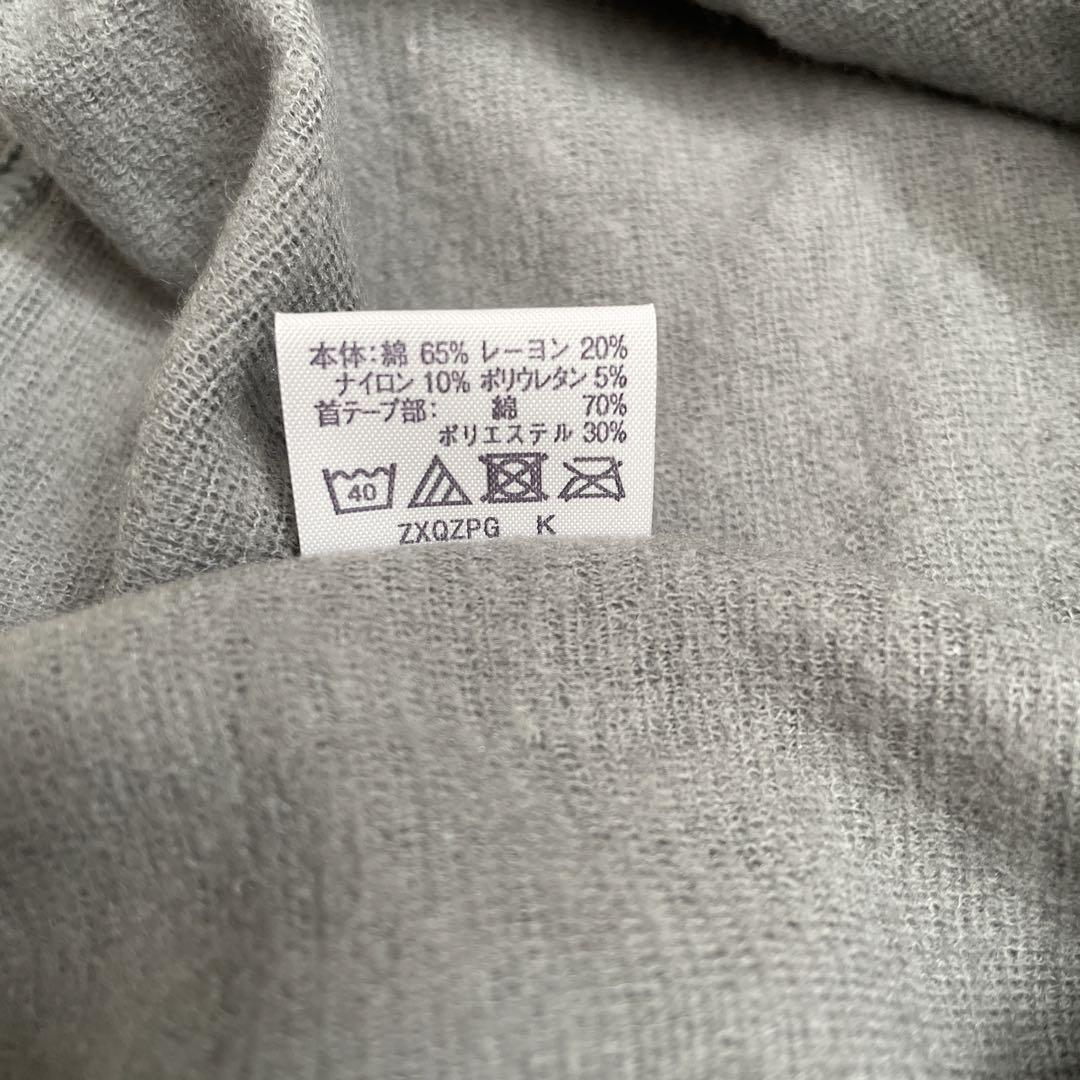 本体:綿 65% レーヨン 20%
ナイロン 10% ポリウレタン 5%
首テープ部: 綿 70%
ポリエステル 30%
40
ZXQZPG K